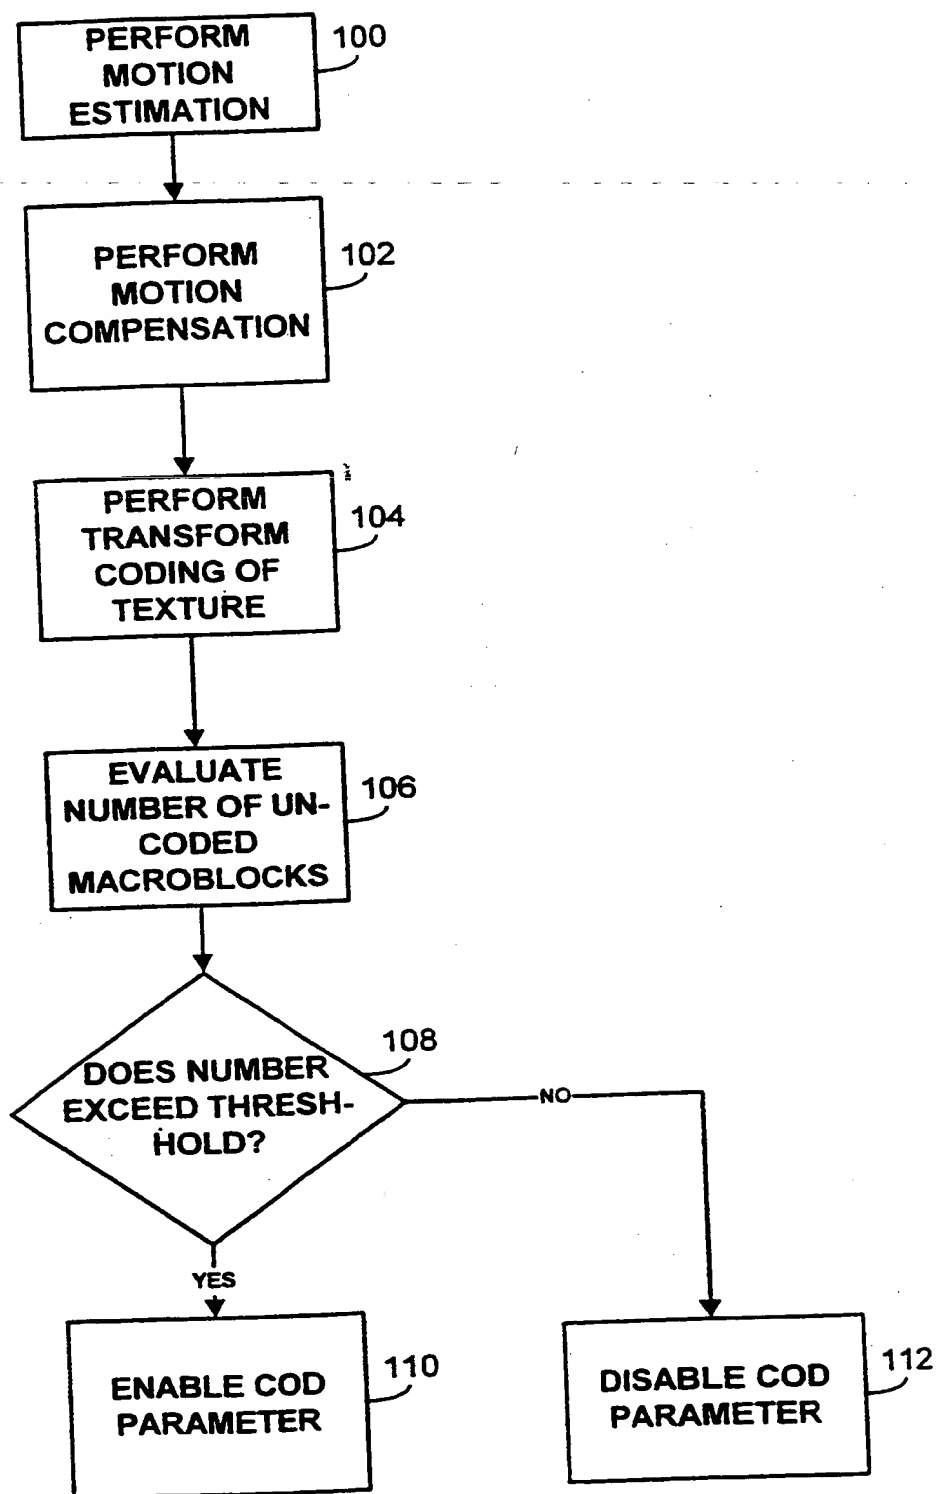 PERFORM
MOTION
ESTIMATION
100
PERFORM
MOTION
COMPENSATION
102
PERFORM
TRANSFORM
CODING OF
TEXTURE
104
EVALUATE
NUMBER OF UN-
CODED
MACROBLOCKS
106
DOES NUMBER
EXCEED THRESH-
HOLD?
108
NO
YES
ENABLE COD
PARAMETER
110
DISABLE COD
PARAMETER
112